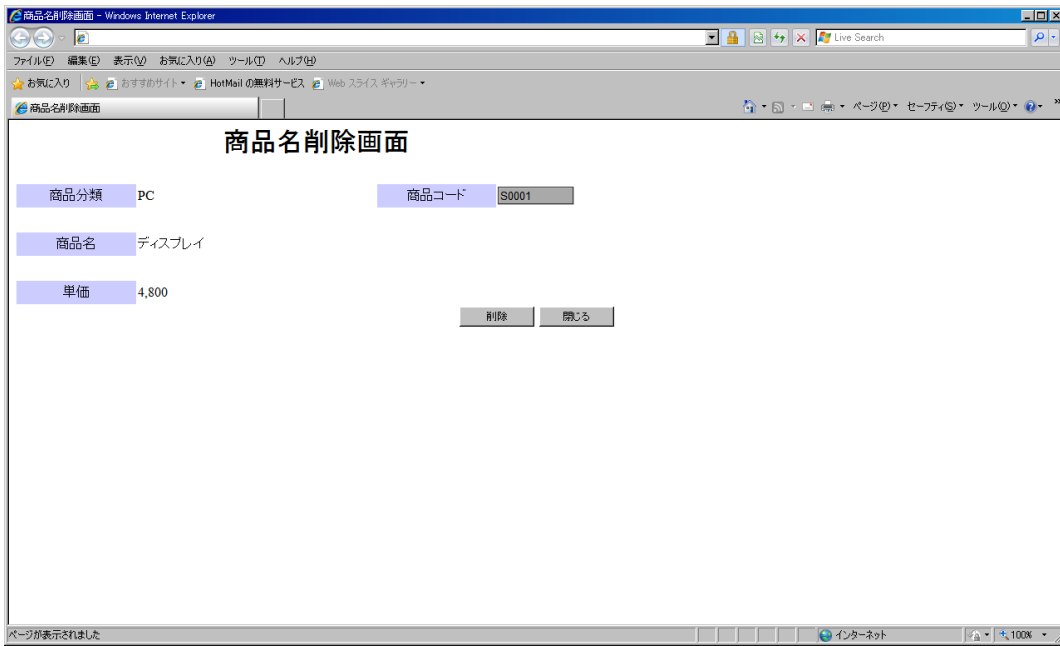 商品名削除画面 - Windows Internet Explorer
Live Search
ファイル(F) 編集(E) 表示(V) お気に入り(A) ツール(T) ヘルプ(H)
お気に入り おすすめサイト HotMail の無料サービス Web スライス ギャラリー
商品名削除画面 ページ(P) セーフティ(S) ツール(O)
商品名削除画面
商品分類 PC 商品コード S0001
商品名 ディスプレイ
単価 4,800
削除 閉じる
ページが表示されました インターネット 100%